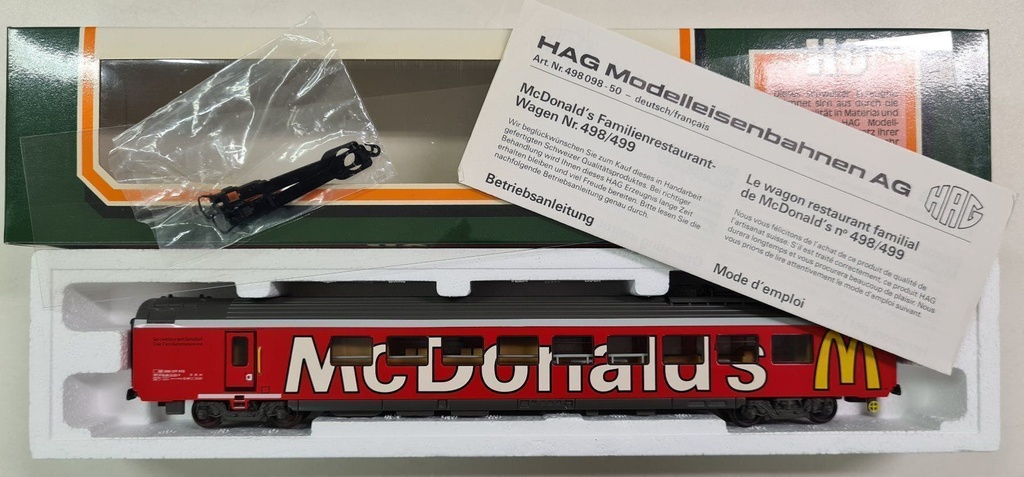 HO
HAG Modelleisenbahnen AG
Art. Nr. 498 098 - 50 – deutsch/français
McDonald's Familienrestaurant-
Wagen Nr. 498/499
Wir beglückwünschen Sie zum Kauf dieses in Handarbeit
gefertigten Schweizer Qualitätsproduktes. Bei richtiger
Behandlung wird Ihnen dieses HAG Erzeugnis lange Zeit
erhalten bleiben und viel Freude bereiten. Bitte lesen Sie die
nachfolgende Betriebsanleitung genau durch.
Betriebsanleitung
HAG
Le wagon restaurant familial
de McDonald's n° 498/499
Nous vous félicitons de l'achat de ce produit de qualité de
l'artisanat suisse. S'il est traité correctement, ce produit HAG
durera longtemps et vous procurera beaucoup de plaisir. Nous
vous prions de lire attentivement le mode d'emploi suivant.
Mode d'emploi
McDonald's
M